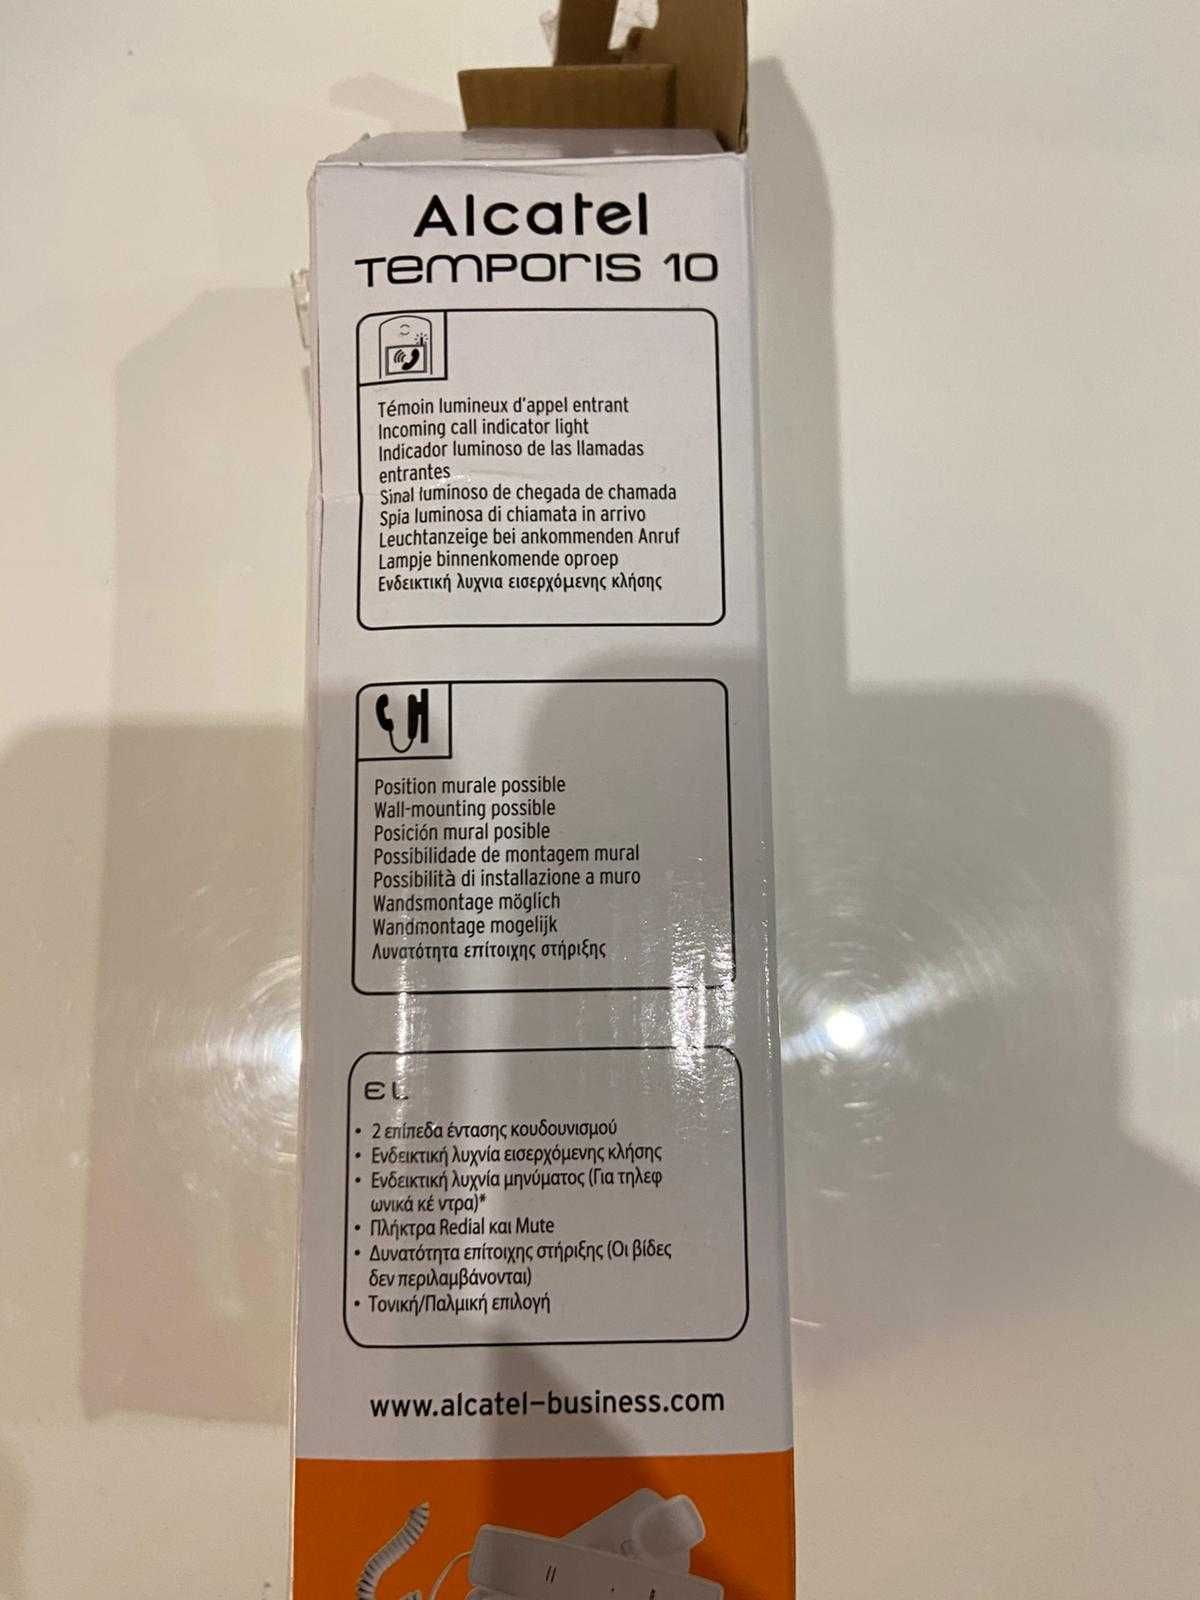 Alcatel
TEMPORIS 10
Témoin lumineux d'appel entrant
Incoming call indicator light
Indicador luminoso de las llamadas
entrantes
Sinal luminoso de chegada de chamada
Spia luminosa di chiamata in arrivo
Leuchtanzeige bei ankommenden Anruf
Lampje binnenkomende oproep
Ενδεικτική λυχνια εισερχόμενης κλήσης
Position murale possible
Wall-mounting possible
Posición mural posible
Possibilidade de montagem mural
Possibilità di installazione a muro
Wandsmontage möglich
Wandmontage mogelijk
Λυνατότητα επίτοιχης στήριξης
EL
• 2 επίπεδα έντασης κουδουνισμού
• Ενδεικτική λυχνία εισερχόμενης κλήσης
• Ενδεικτική λυχνία μηνύματος (Για τηλεφ
ωνικά κέ ντρα)*
• Πλήκτρα Redial και Mute
• Δυνατότητα επίτοιχης στήριξης (Οι βίδες
δεν περιλαμβάνονται)
• Τονική/Παλμική επιλογή
www.alcatel-business.com